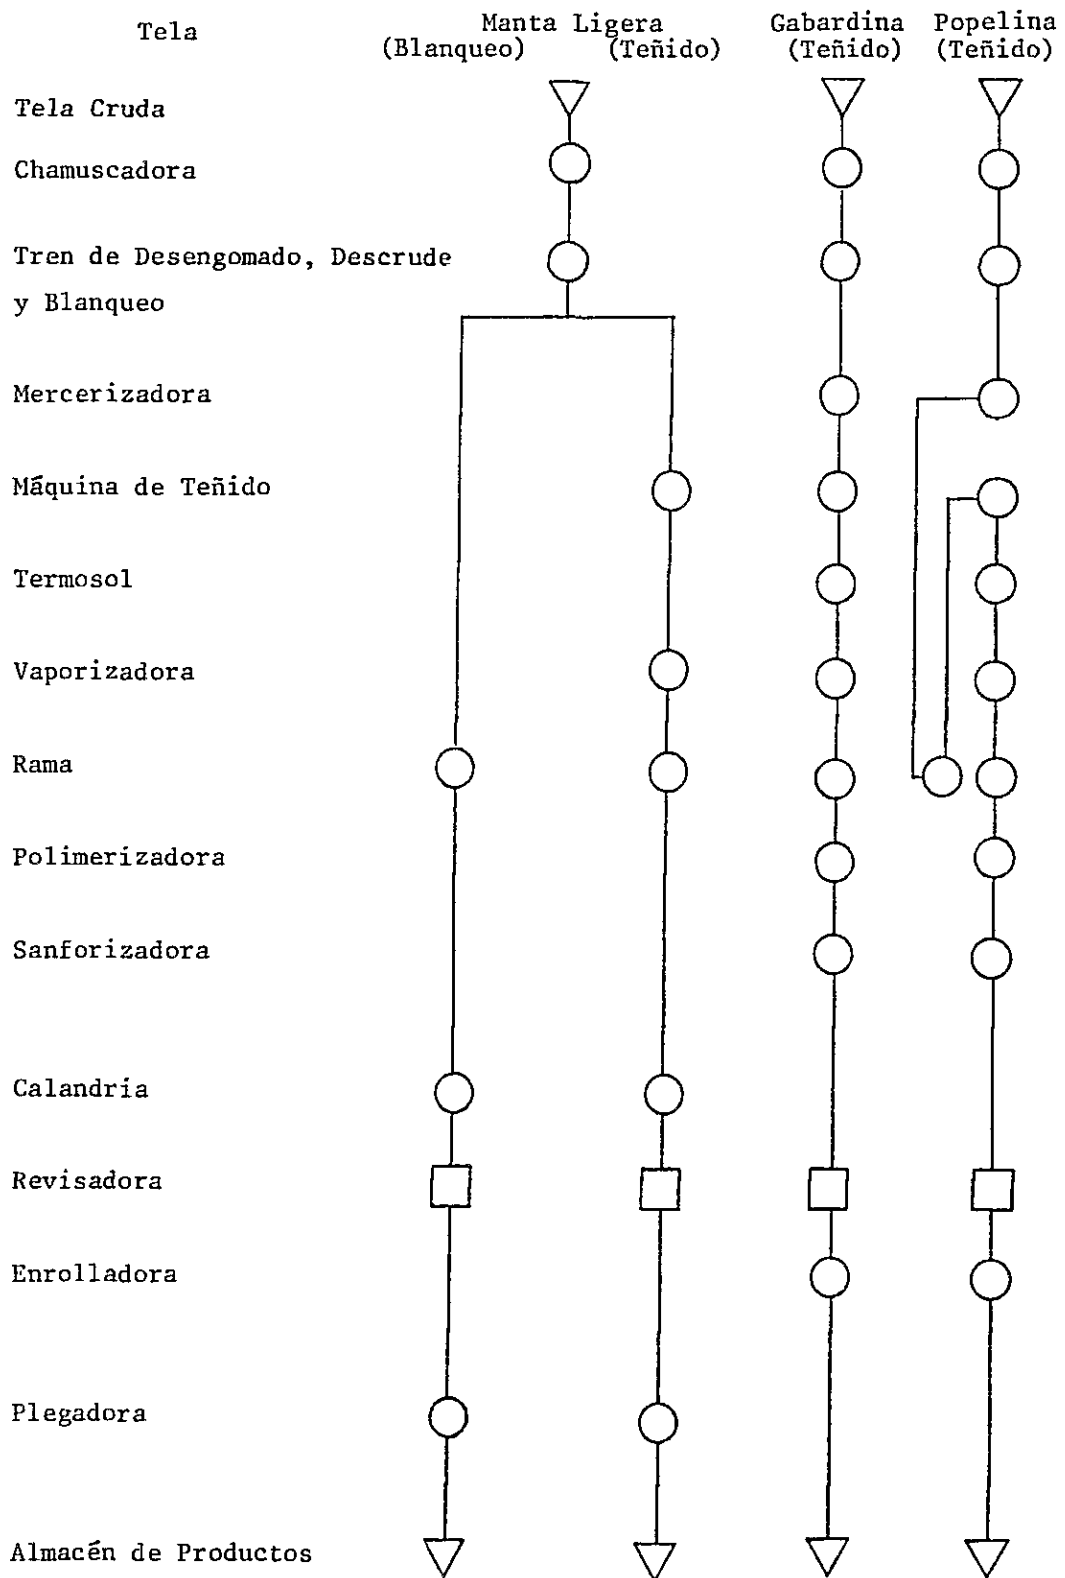 Tela
Manta Ligera
(Blanqueo) (Teñido)
Gabardina
(Teñido)
Popelina
(Teñido)
Tela Cruda
Chamuscadora
Tren de Desengomado, Descrude
y Blanqueo
Mercerizadora
Máquina de Teñido
Termosol
Vaporizadora
Rama
Polimerizadora
Sanforizadora
Calandria
Revisadora
Enrolladora
Plegadora
Almacén de Productos